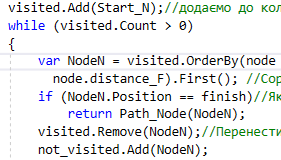 visited.Add(Start_N);//додаємо до кол
while (visited.Count > 0)
{
var NodeN = visited.OrderBy(node
node.distance_F).First(); //Сор
if (NodeN.Position == finish)//Як
return Path_Node(NodeN);
visited.Remove(NodeN);//Перенести
not_visited.Add(NodeN);